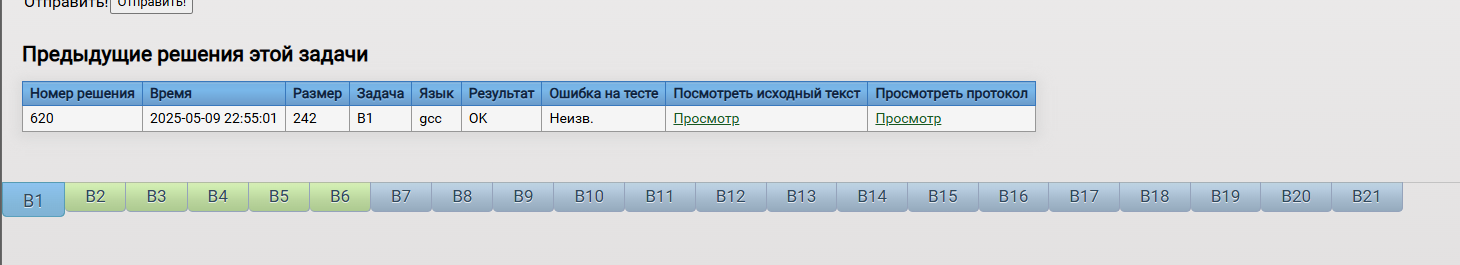 Отправить! Отправить!
Предыдущие решения этой задачи
Номер решения Время Размер Задача Язык Результат Ошибка на тесте Посмотреть исходный текст Просмотреть протокол
620 2025-05-09 22:55:01 242 B1 gcc OK Неизв. Просмотр Просмотр
B1 B2 B3 B4 B5 B6 B7 B8 B9 B10 B11 B12 B13 B14 B15 B16 B17 B18 B19 B20 B21